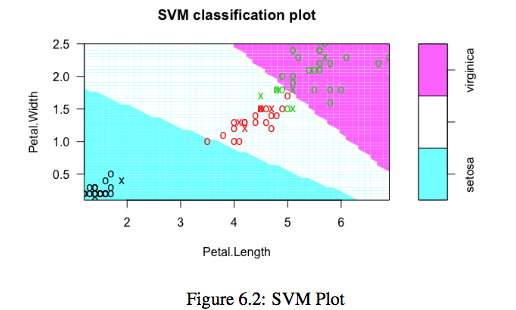 SVM classification plot
Petal.Width
2.5
2.0
1.5
1.0
0.5
2 3 4 5 6
Petal.Length
virginica
setosa
Figure 6.2: SVM Plot